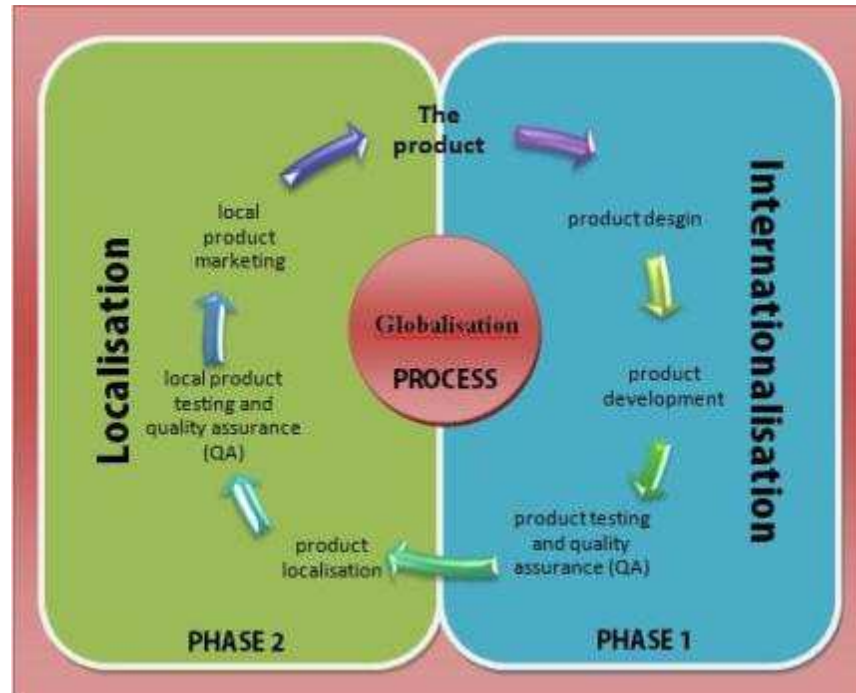 The
product
product desgin
product
development
product testing
and quality
assurance (QA)
product
localisation
local product
testing and
quality assurance
(QA)
local
product
marketing
Globalisation
PROCESS
Localisation
Internationalisation
PHASE 2
PHASE 1